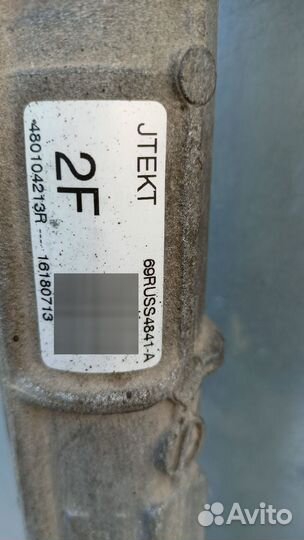 JTEKT
69RUSS4841-A
2F
480104213R ---- 16180713
Avito